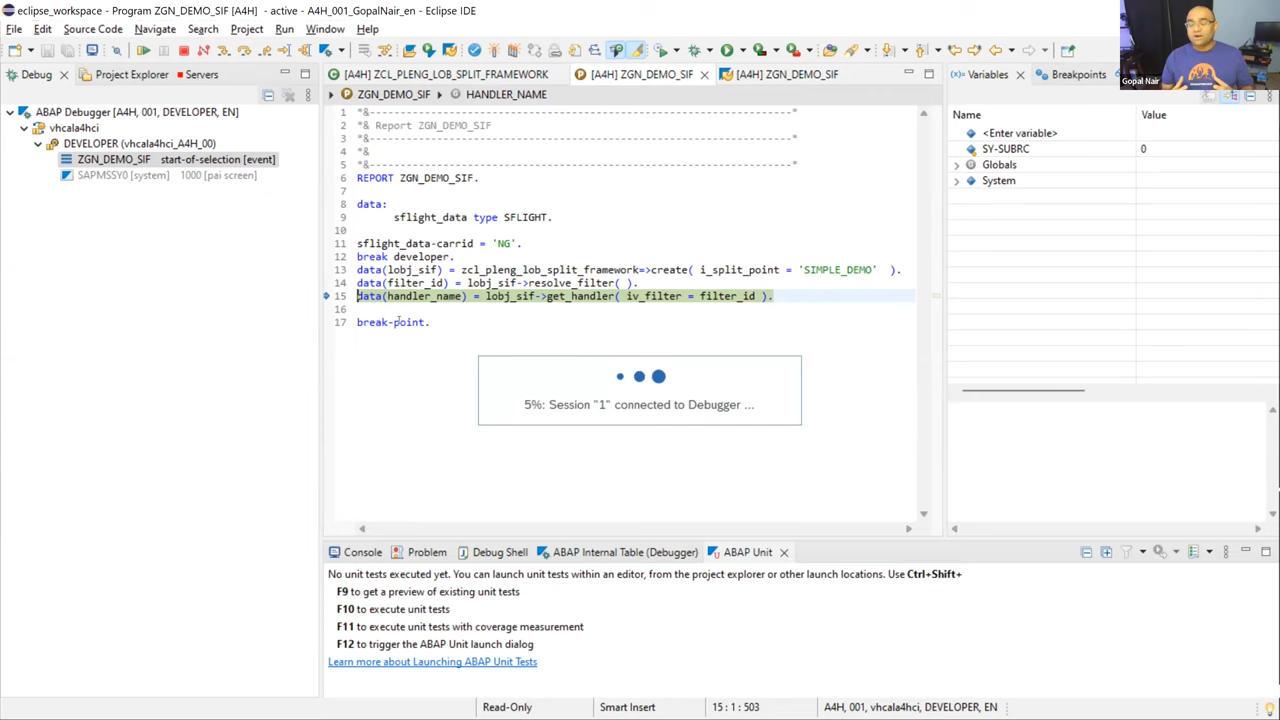 eclipse_workspace - Program ZGN_DEMO_SIF [A4H] - active - A4H_001_GopalNair_en - Eclipse IDE
File Edit Source Code Navigate Search Project Run Window Help
Gopal Nair
Debug Project Explorer Servers
[A4H] ZCL_PLENG_LOB_SPLIT_FRAMEWORK [A4H] ZGN_DEMO_SIF [A4H] ZGN_DEMO_SIF
Variables Breakpoints
ABAP Debugger [A4H, 001, DEVELOPER, EN]
vhcala4hci
DEVELOPER (vhcala4hci_A4H_00)
ZGN_DEMO_SIF start-of-selection [event]
SAPMSSY0 [system] 1000 [pai screen]
ZGN_DEMO_SIF HANDLER_NAME
1 *&---------------------------------------------------------------------*
2 *& Report ZGN_DEMO_SIF
3 *&---------------------------------------------------------------------*
4 *&
5 *&---------------------------------------------------------------------*
6 REPORT ZGN_DEMO_SIF.
7
8 data:
9 sflight_data type SFLIGHT.
10
11 sflight_data-carrid = 'NG'.
12 break developer.
13 data(lobj_sif) = zcl_pleng_lob_split_framework=>create( i_split_point = 'SIMPLE_DEMO' ).
14 data(filter_id) = lobj_sif->resolve_filter( ).
15 data(handler_name) = lobj_sif->get_handler( iv_filter = filter_id ).
16
17 break-point.
5%: Session "1" connected to Debugger ...
Name Value
<Enter variable>
SY-SUBRC 0
Globals
System
Console Problem Debug Shell ABAP Internal Table (Debugger) ABAP Unit
No unit tests executed yet. You can launch unit tests within an editor, from the project explorer or other launch locations. Use Ctrl+Shift+
F9 to get a preview of existing unit tests
F10 to execute unit tests
F11 to execute unit tests with coverage measurement
F12 to trigger the ABAP Unit launch dialog
Learn more about Launching ABAP Unit Tests
Read-Only Smart Insert 15 : 1 : 503 A4H, 001, vhcala4hci, DEVELOPER, EN